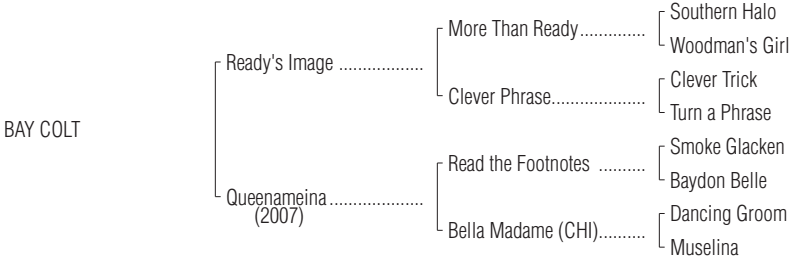 Southern Halo
More Than Ready..............
Woodman's Girl
Ready's Image ..................
Clever Trick
Clever Phrase....................
Turn a Phrase
BAY COLT
Smoke Glacken
Read the Footnotes ..........
Baydon Belle
Queenameina....................
(2007)
Dancing Groom
Bella Madame (CHI)..........
Muselina